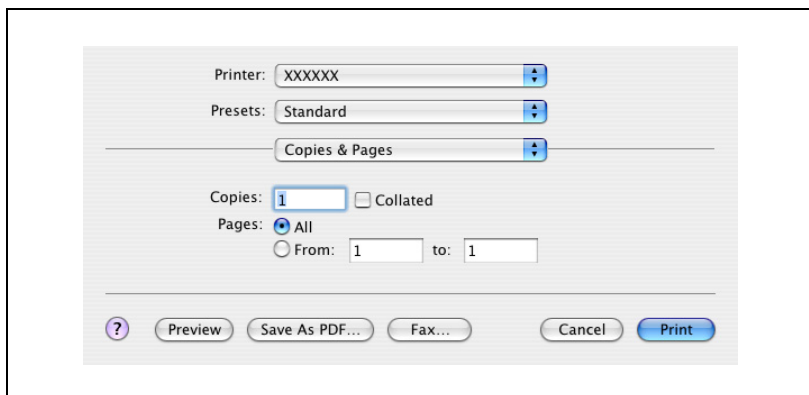 Printer: XXXXXX
Presets: Standard
Copies & Pages
Copies: 1 Collated
Pages: All
From: 1 to: 1
? Preview Save As PDF... Fax... Cancel Print